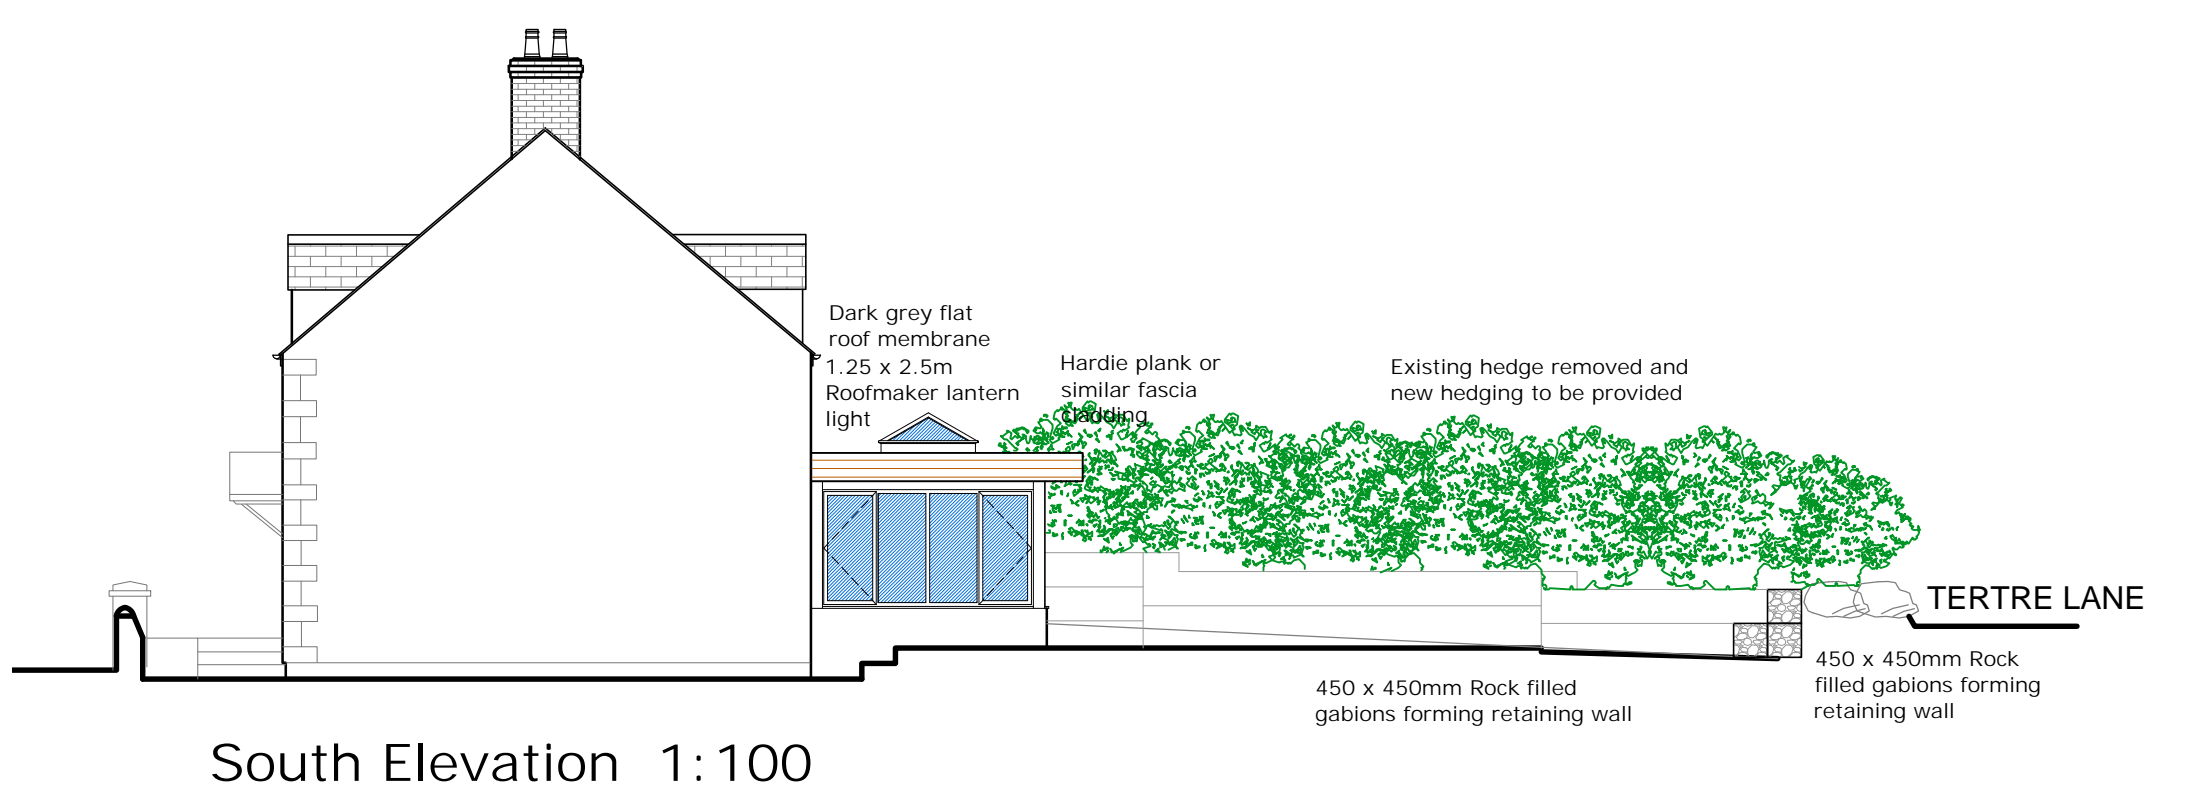 Dark grey flat
roof membrane
1.25 x 2.5m
Roofmaker lantern
light
Hardie plank or
similar fascia
cladding
Existing hedge removed and
new hedging to be provided
TERTRE LANE
450 x 450mm Rock
filled gabions forming
retaining wall
450 x 450mm Rock filled
gabions forming retaining wall
South Elevation 1:100